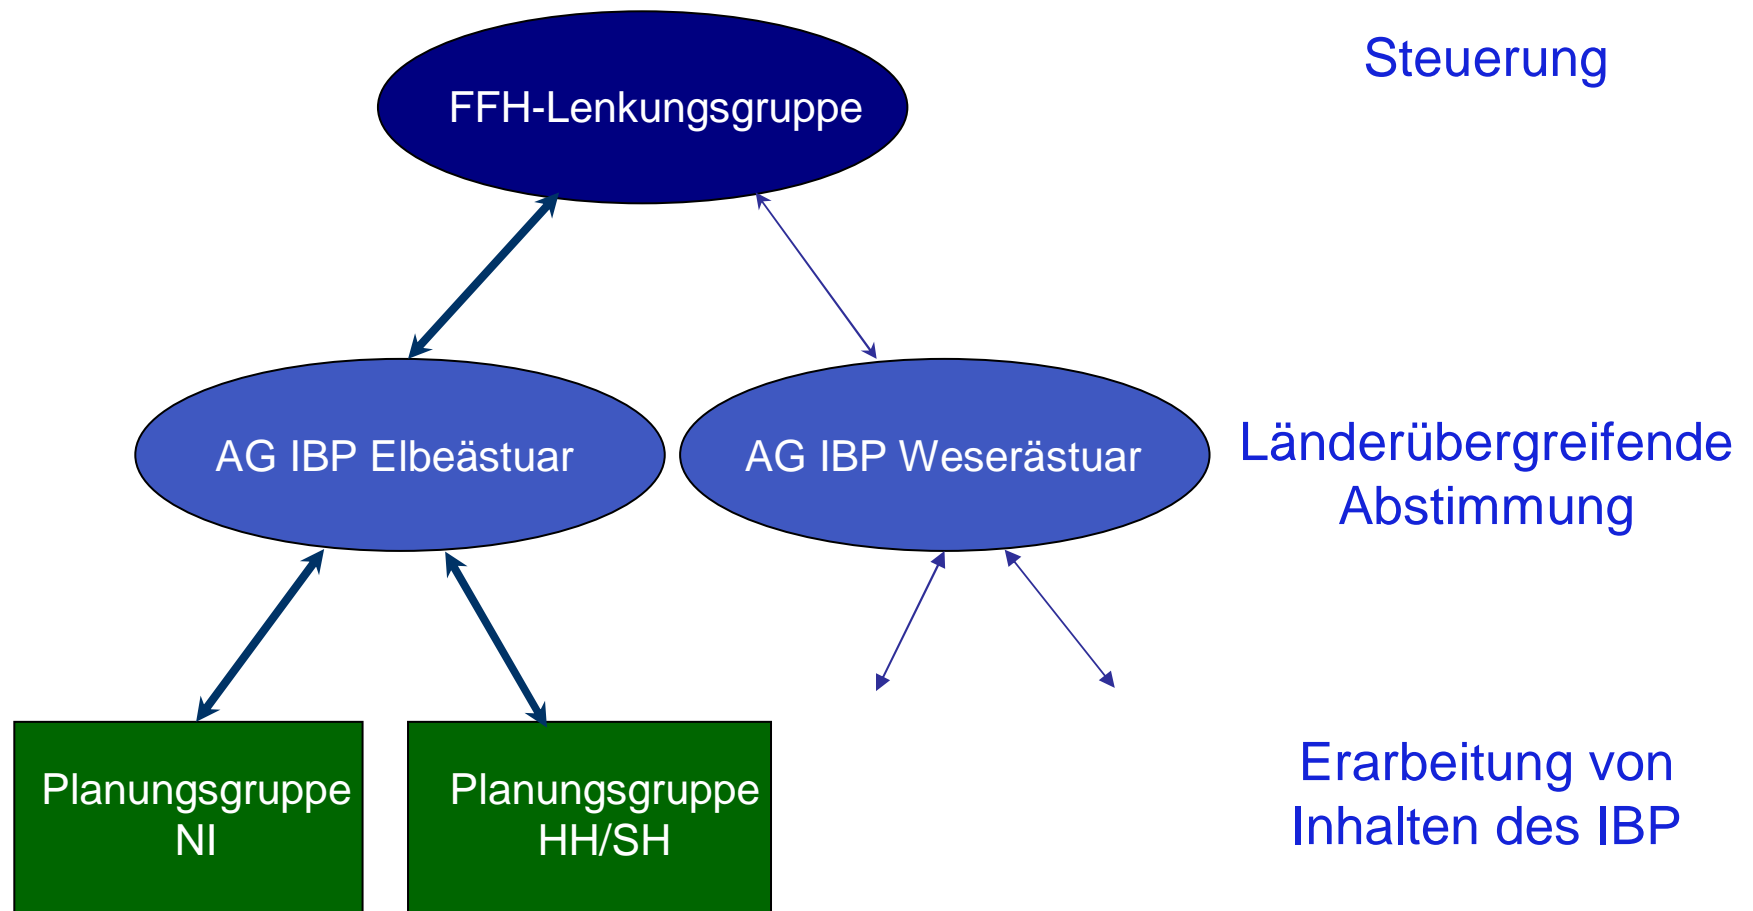 Steuerung
FFH-Lenkungsgruppe
AG IBP Elbeästuar
AG IBP Weserästuar
Länderübergreifende
Abstimmung
Planungsgruppe
NI
Planungsgruppe
HH/SH
Erarbeitung von
Inhalten des IBP